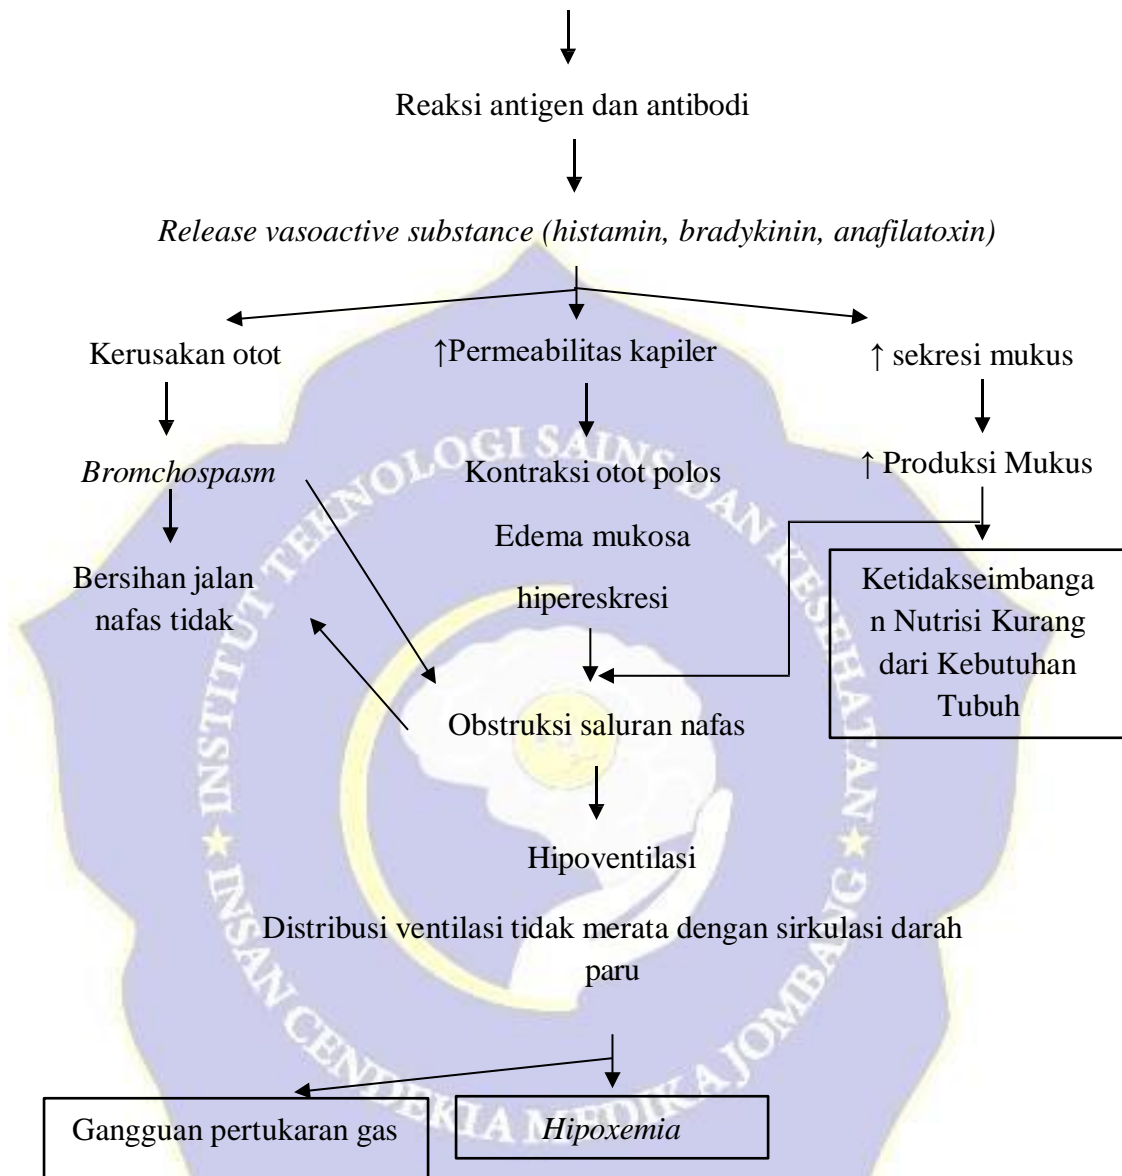 Reaksi antigen dan antibodi
Release vasoactive substance (histamin, bradykinin, anafilatoxin)
Kerusakan otot
↑Permeabilitas kapiler
↑ sekresi mukus
Bromchospasm
Kontraksi otot polos
↑ Produksi Mukus
Edema mukosa
hipereskresi
Bersihan jalan
nafas tidak
Ketidakseimbanga
n Nutrisi Kurang
dari Kebutuhan
Tubuh
Obstruksi saluran nafas
Hipoventilasi
Distribusi ventilasi tidak merata dengan sirkulasi darah
paru
Gangguan pertukaran gas
Hipoxemia
INSTITUT TEKNOLOGI SAINS DAN KESEHATAN
INSAN CENDEKIA MEDIKA JOMBANG